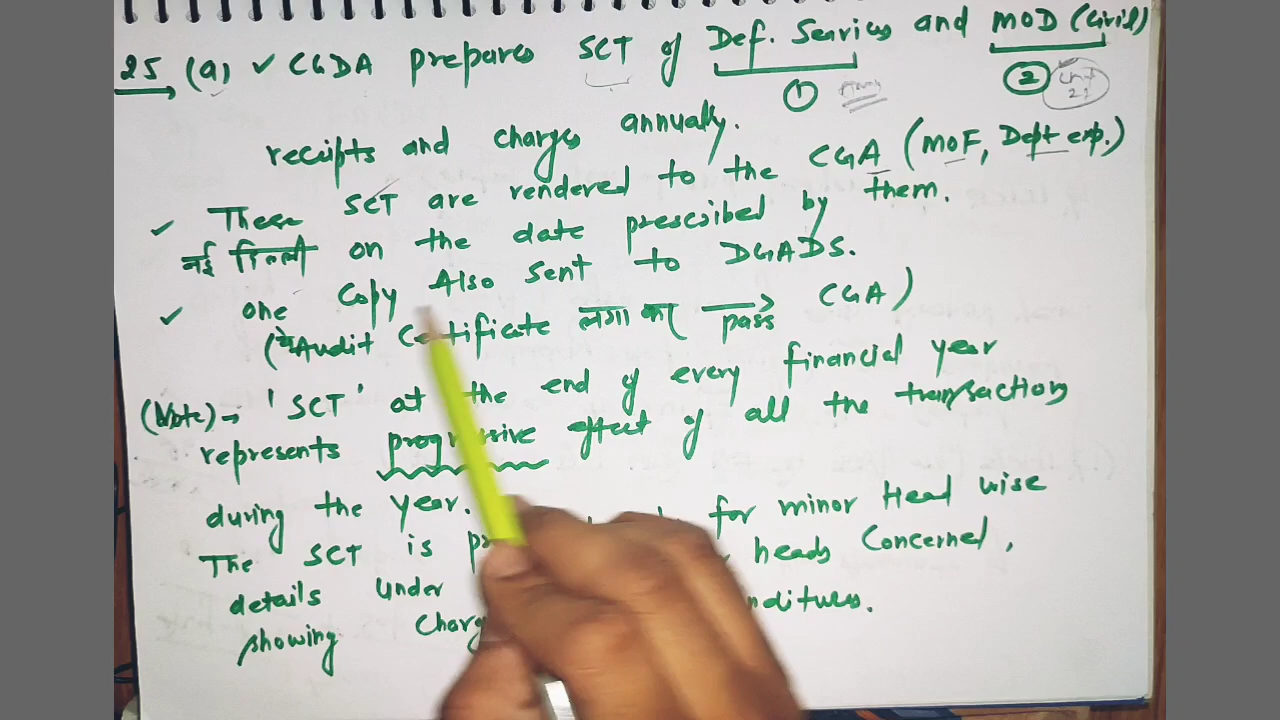 25 (a) ✓ CGDA prepares SCT of Def. Services and MOD (Civil)
① ②
receipts and charges annually.
✓ These SCT are rendered to the CGA (MOF, Dept exp.)
नई दिल्ली on the date prescribed by them.
✓ one Copy Also sent to DGADS.
(ये Audit Certificate लगा कर → pass CGA)
(Note) → 'SCT' at the end of every financial year
represents progressive effect of all the transaction
during the year.
The SCT is for minor Head wise
details under heads Concerned,
showing